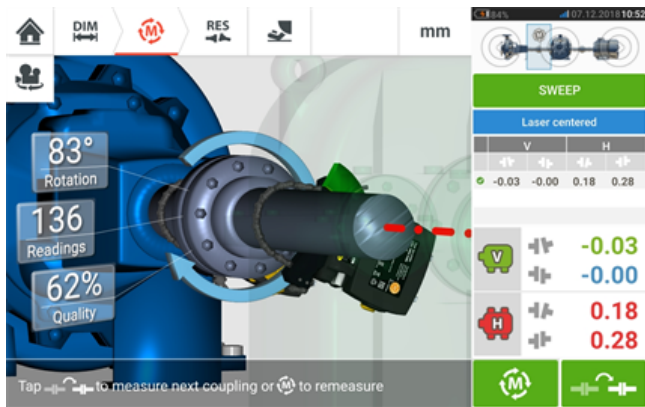 DIM
M
RES
mm
84%
07.12.2018 10:52
SWEEP
Laser centered
V H
-0.03 -0.00 0.18 0.28
83°
Rotation
136
Readings
62%
Quality
V
-0.03
-0.00
H
0.18
0.28
Tap to measure next coupling or M to remeasure
M